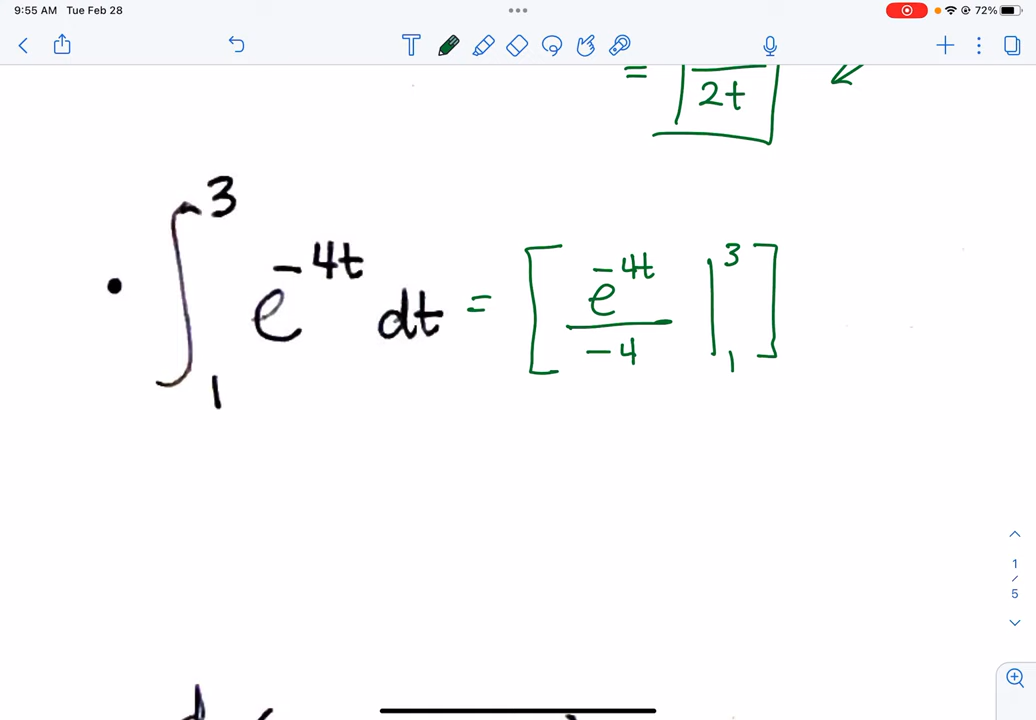 9:55 AM Tue Feb 28
72%
T
=
2t
• ∫₁³ e^{-4t} dt = [ e^{-4t} / -4 |₁³ ]
1
/
5